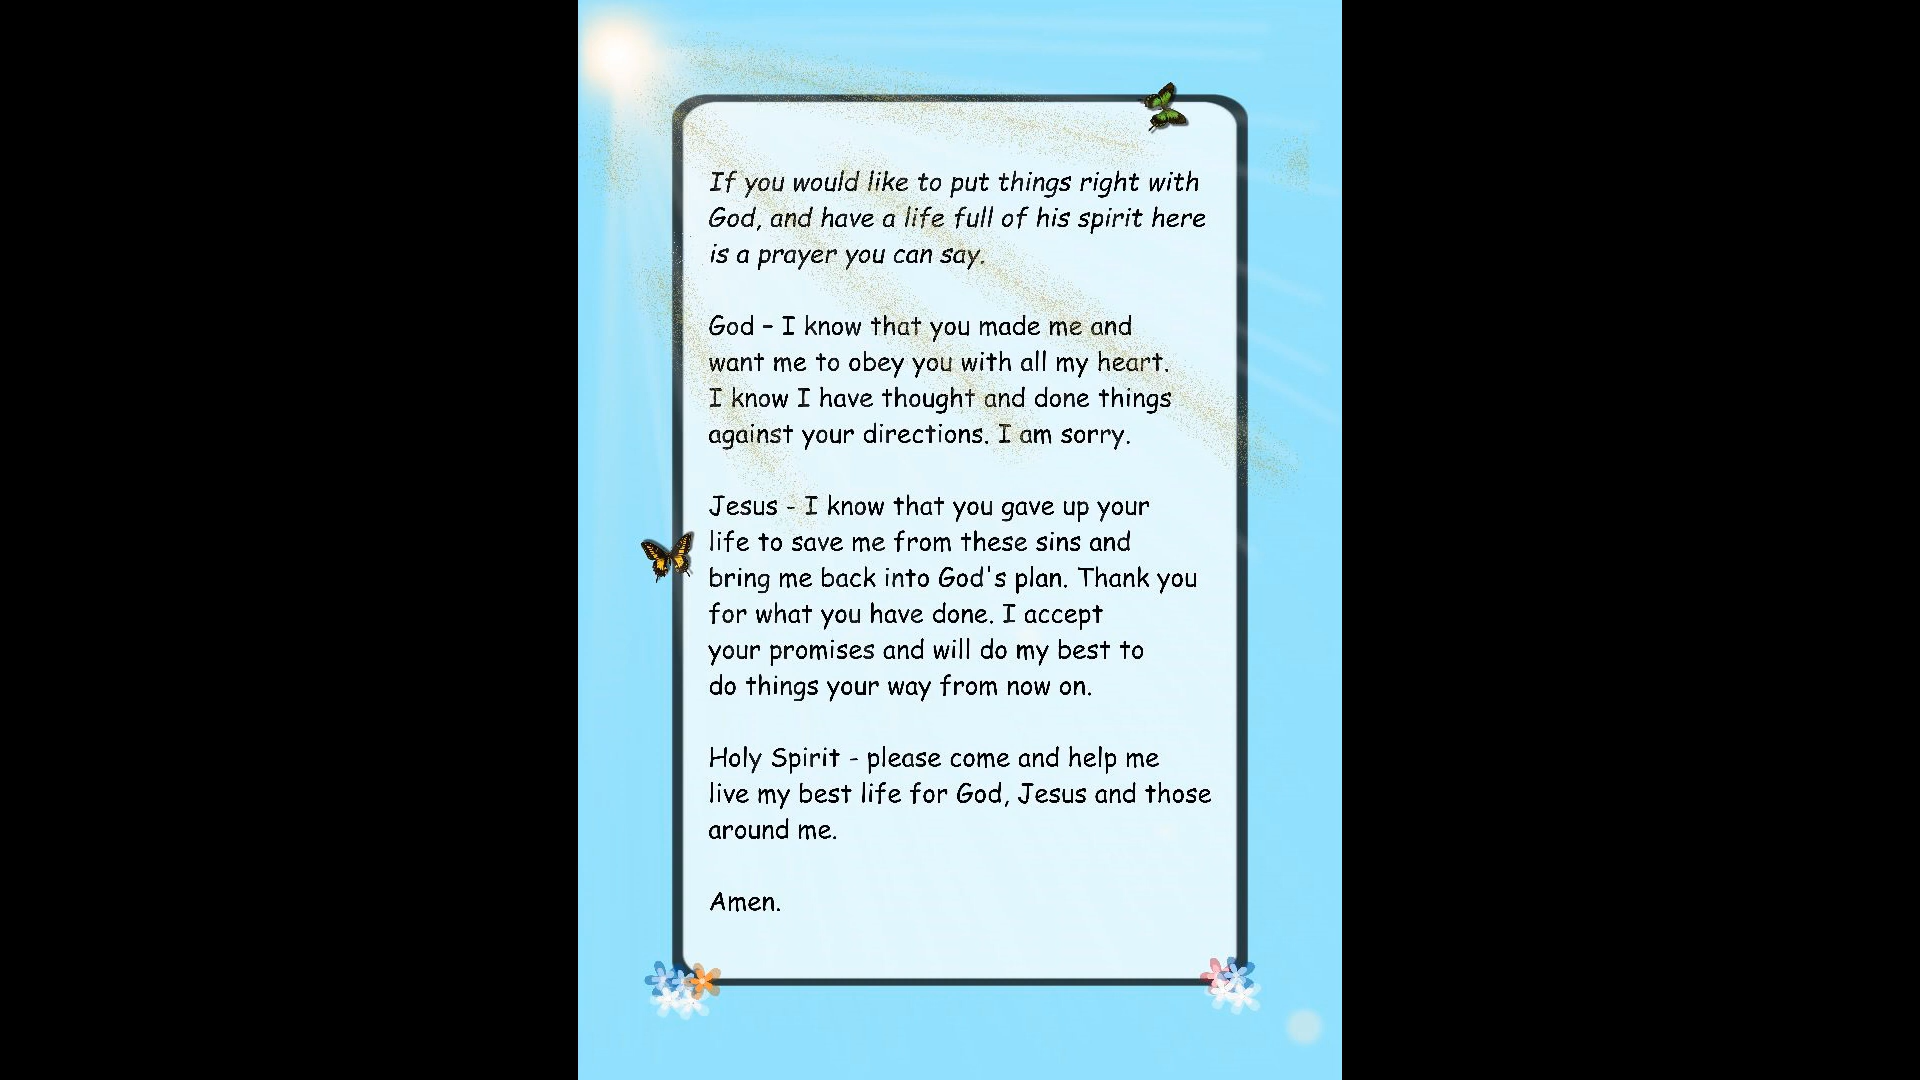 If you would like to put things right with
God, and have a life full of his spirit here
is a prayer you can say.
God – I know that you made me and
want me to obey you with all my heart.
I know I have thought and done things
against your directions. I am sorry.
Jesus - I know that you gave up your
life to save me from these sins and
bring me back into God's plan. Thank you
for what you have done. I accept
your promises and will do my best to
do things your way from now on.
Holy Spirit - please come and help me
live my best life for God, Jesus and those
around me.
Amen.